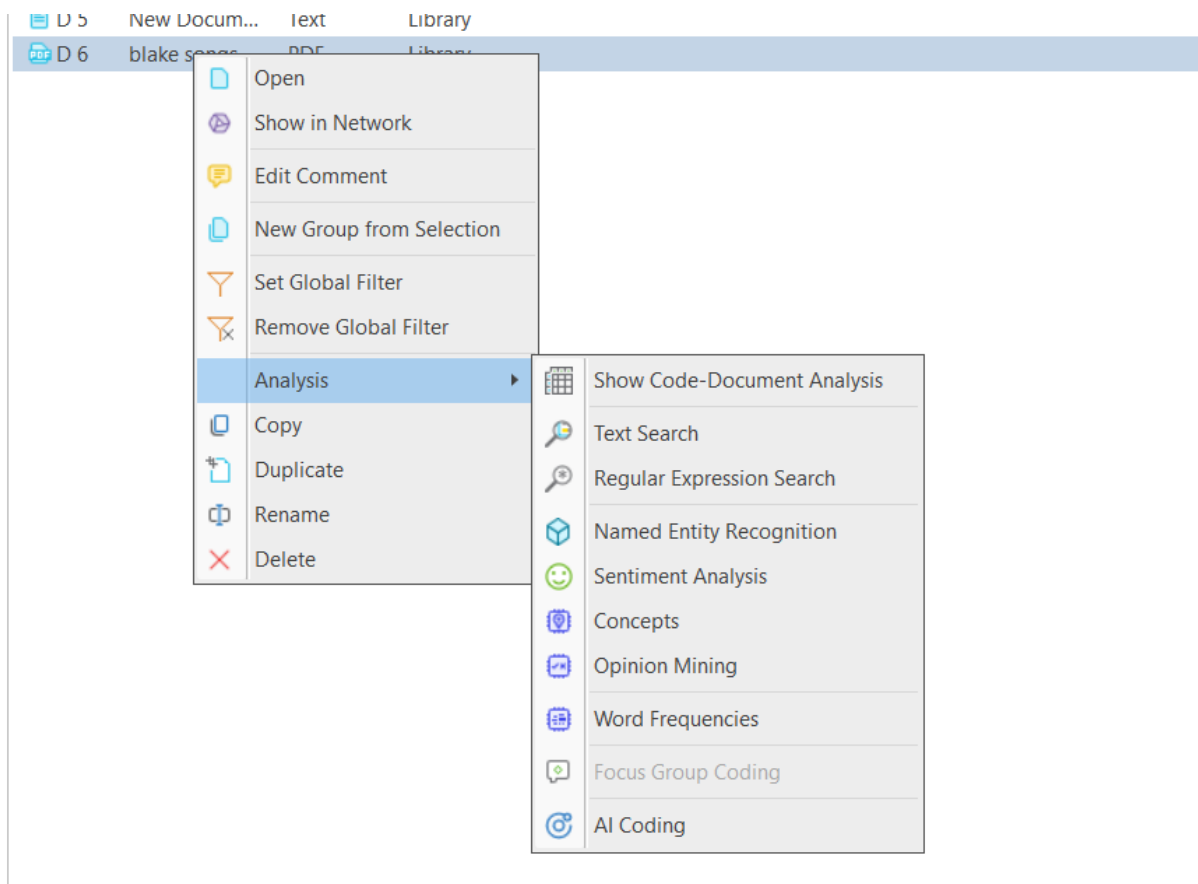 D 5 New Docum... Text Library
D 6 blake songs PDF Library
Open
Show in Network
Edit Comment
New Group from Selection
Set Global Filter
Remove Global Filter
Analysis
Copy
Duplicate
Rename
Delete
Show Code-Document Analysis
Text Search
Regular Expression Search
Named Entity Recognition
Sentiment Analysis
Concepts
Opinion Mining
Word Frequencies
Focus Group Coding
AI Coding